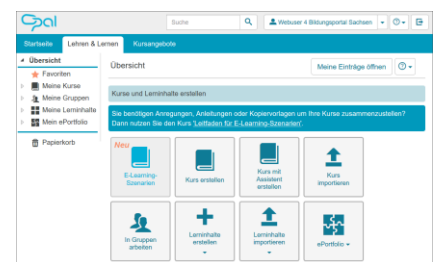 Opal
Suche
Webuser 4 Bildungsportal Sachsen
Startseite Lehren & Lernen Kursangebote
Übersicht
Favoriten
Meine Kurse
Meine Gruppen
Meine Lerninhalte
Mein ePortfolio
Papierkorb
Übersicht
Meine Einträge öffnen
Kurse und Lerninhalte erstellen
Sie benötigen Anregungen, Anleitungen oder Kopiervorlagen um Ihre Kurse zusammenzustellen?
Dann nutzen Sie den Kurs 'Leitfaden für E-Learning-Szenarien'.
Neu
E-Learning-
Szenarien
Kurs erstellen
Kurs mit
Assistent
erstellen
Kurs
importieren
In Gruppen
arbeiten
Lerninhalte
erstellen
Lerninhalte
importieren
ePortfolio